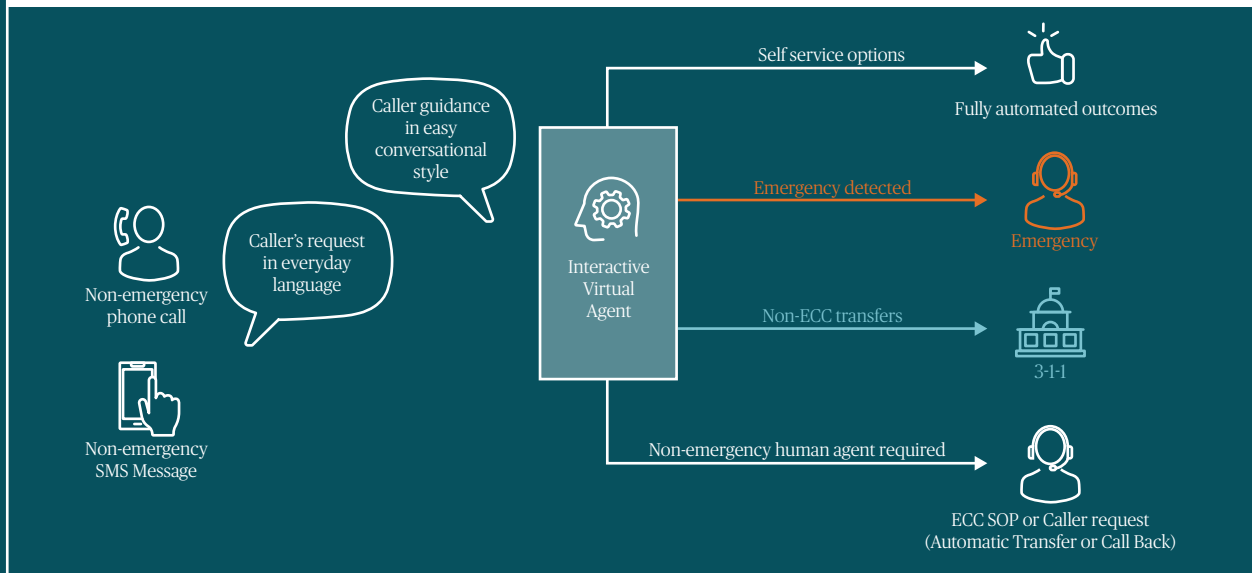 Non-emergency
phone call
Non-emergency
SMS Message
Caller's request
in everyday
language
Caller guidance
in easy
conversational
style
Interactive
Virtual
Agent
Self service options
Fully automated outcomes
Emergency detected
Emergency
Non-ECC transfers
3-1-1
Non-emergency human agent required
ECC SOP or Caller request
(Automatic Transfer or Call Back)